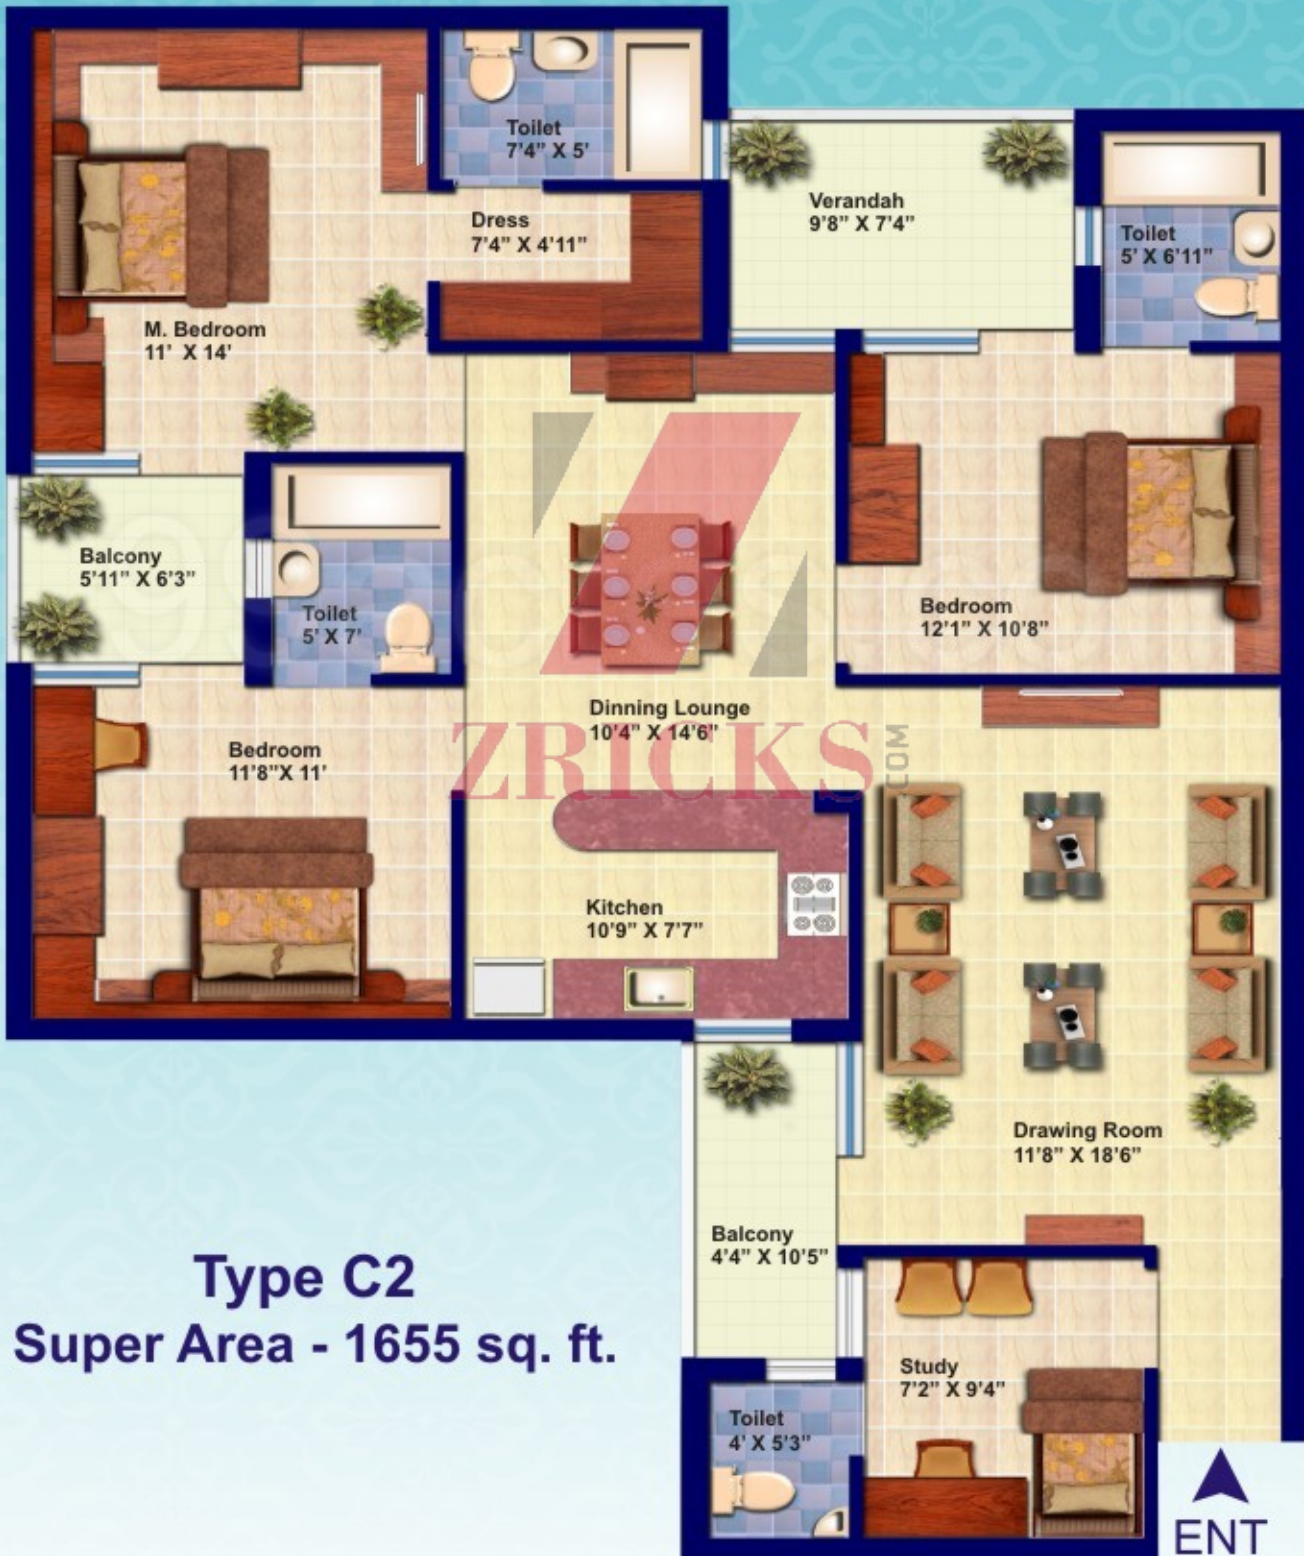 Toilet
7'4" X 5'
Verandah
9'8" X 7'4"
Toilet
5' X 6'11"
Dress
7'4" X 4'11"
M. Bedroom
11' X 14'
Balcony
5'11" X 6'3"
Toilet
5' X 7'
Bedroom
12'1" X 10'8"
Dinning Lounge
10'4" X 14'6"
ZRICKS
.COM
Bedroom
11'8"X 11'
Kitchen
10'9" X 7'7"
Drawing Room
11'8" X 18'6"
Balcony
4'4" X 10'5"
Type C2
Super Area - 1655 sq. ft.
Study
7'2" X 9'4"
Toilet
4' X 5'3"
ENT